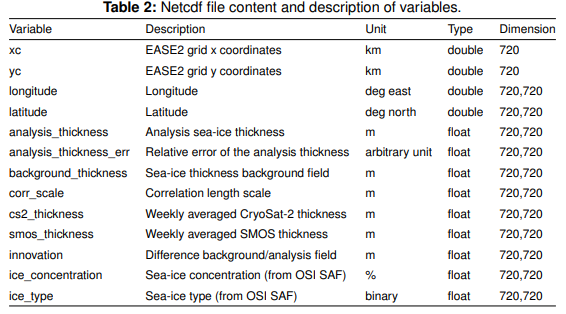 Table 2: Netcdf file content and description of variables.
Variable Description Unit Type Dimension
xc EASE2 grid x coordinates km double 720
yc EASE2 grid y coordinates km double 720
longitude Longitude deg east double 720,720
latitude Latitude deg north double 720,720
analysis_thickness Analysis sea-ice thickness m float 720,720
analysis_thickness_err Relative error of the analysis thickness arbitrary unit float 720,720
background_thickness Sea-ice thickness background field m float 720,720
corr_scale Correlation length scale m float 720,720
cs2_thickness Weekly averaged CryoSat-2 thickness m float 720,720
smos_thickness Weekly averaged SMOS thickness m float 720,720
innovation Difference background/analysis field m float 720,720
ice_concentration Sea-ice concentration (from OSI SAF) % float 720,720
ice_type Sea-ice type (from OSI SAF) binary float 720,720